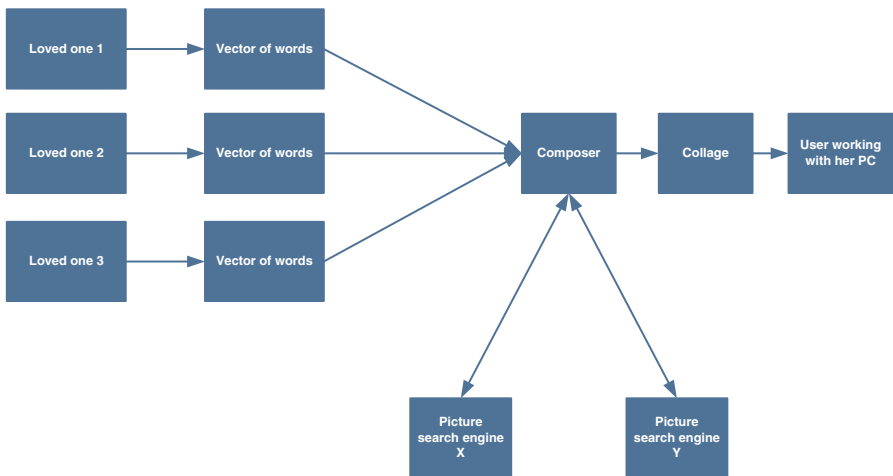 Loved one 1
Vector of words
Loved one 2
Vector of words
Composer
Collage
User working
with her PC
Loved one 3
Vector of words
Picture
search engine
X
Picture
search engine
Y